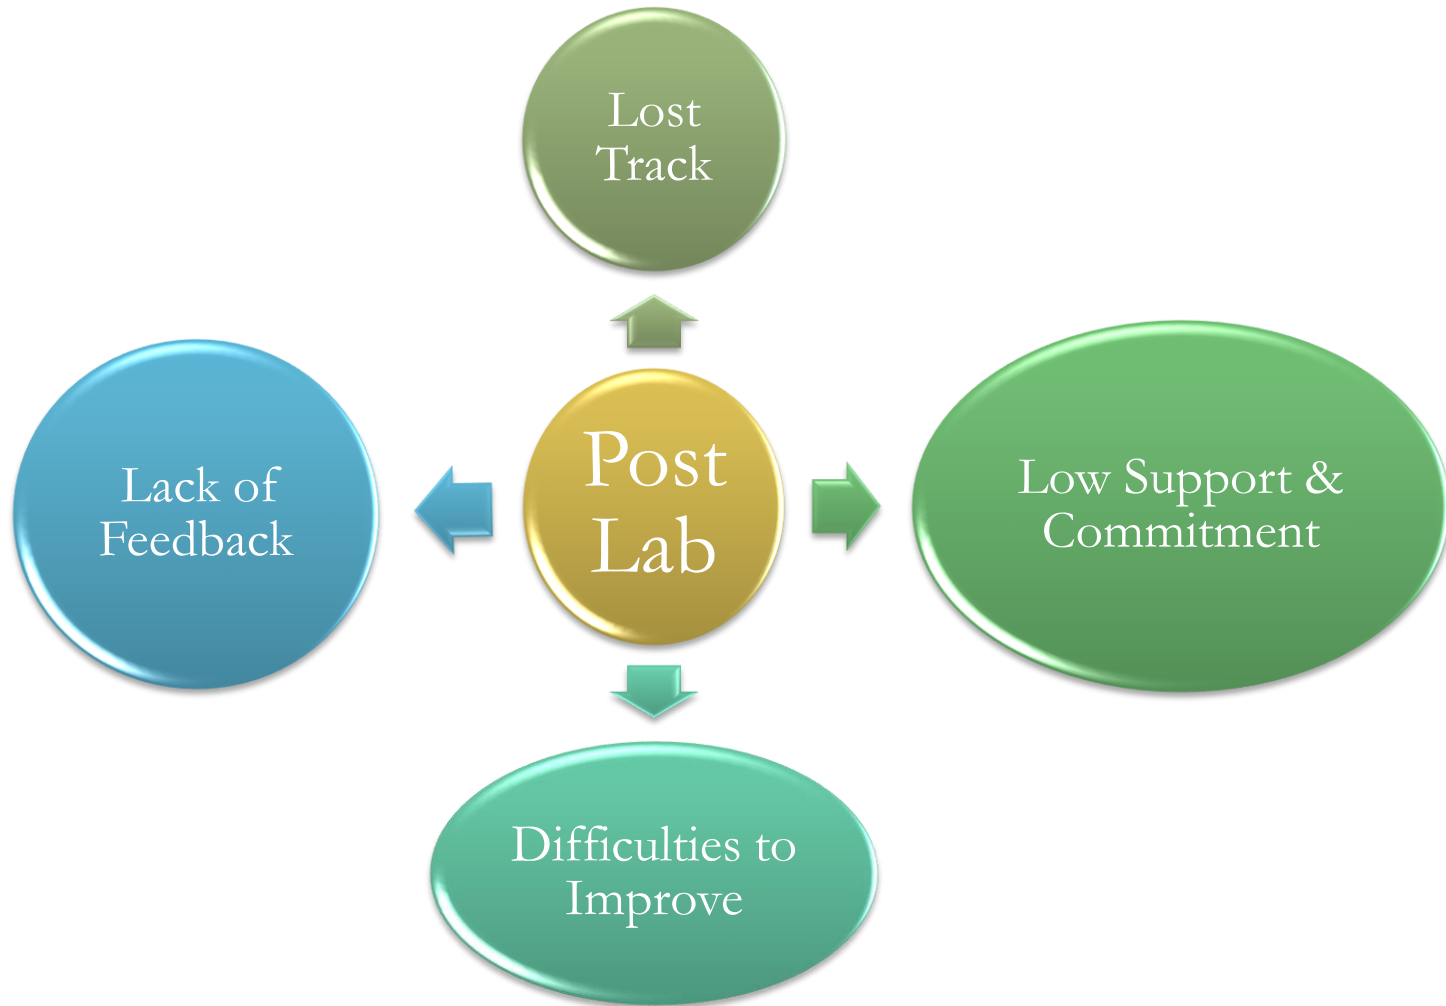 Lost
Track
Lack of
Feedback
Post
Lab
Low Support &
Commitment
Difficulties to
Improve